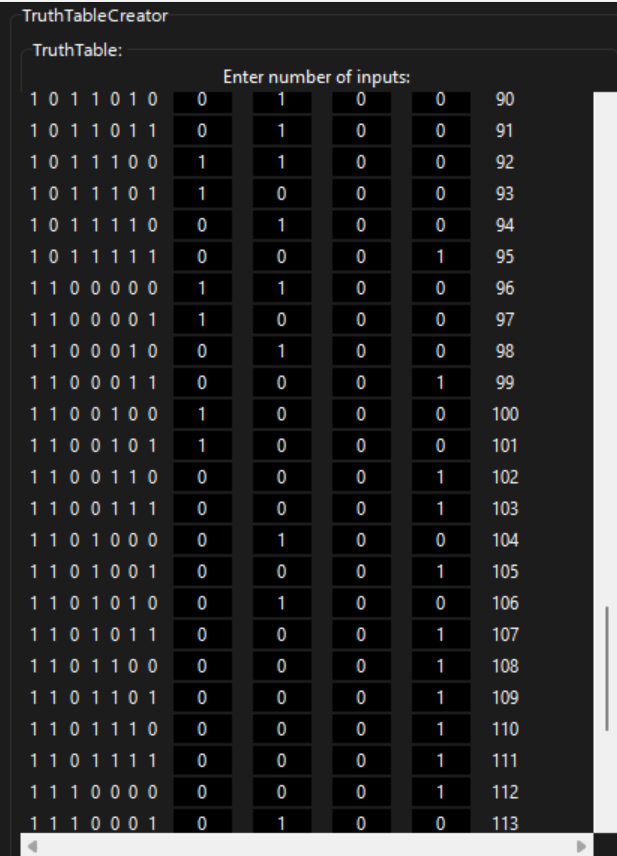 TruthTableCreator
TruthTable:
Enter number of inputs:
1 0 1 1 0 1 0 0 1 0 0 90
1 0 1 1 0 1 1 0 1 0 0 91
1 0 1 1 1 0 0 1 1 0 0 92
1 0 1 1 1 0 1 1 0 0 0 93
1 0 1 1 1 1 0 0 1 0 0 94
1 0 1 1 1 1 1 0 0 0 1 95
1 1 0 0 0 0 0 1 1 0 0 96
1 1 0 0 0 0 1 1 0 0 0 97
1 1 0 0 0 1 0 0 1 0 0 98
1 1 0 0 0 1 1 0 0 0 1 99
1 1 0 0 1 0 0 1 0 0 0 100
1 1 0 0 1 0 1 1 0 0 0 101
1 1 0 0 1 1 0 0 0 0 1 102
1 1 0 0 1 1 1 0 0 0 1 103
1 1 0 1 0 0 0 0 1 0 0 104
1 1 0 1 0 0 1 0 0 0 1 105
1 1 0 1 0 1 0 0 1 0 0 106
1 1 0 1 0 1 1 0 0 0 1 107
1 1 0 1 1 0 0 0 0 0 1 108
1 1 0 1 1 0 1 0 0 0 1 109
1 1 0 1 1 1 0 0 0 0 1 110
1 1 0 1 1 1 1 0 0 0 1 111
1 1 1 0 0 0 0 0 0 0 1 112
1 1 1 0 0 0 1 0 1 0 0 113